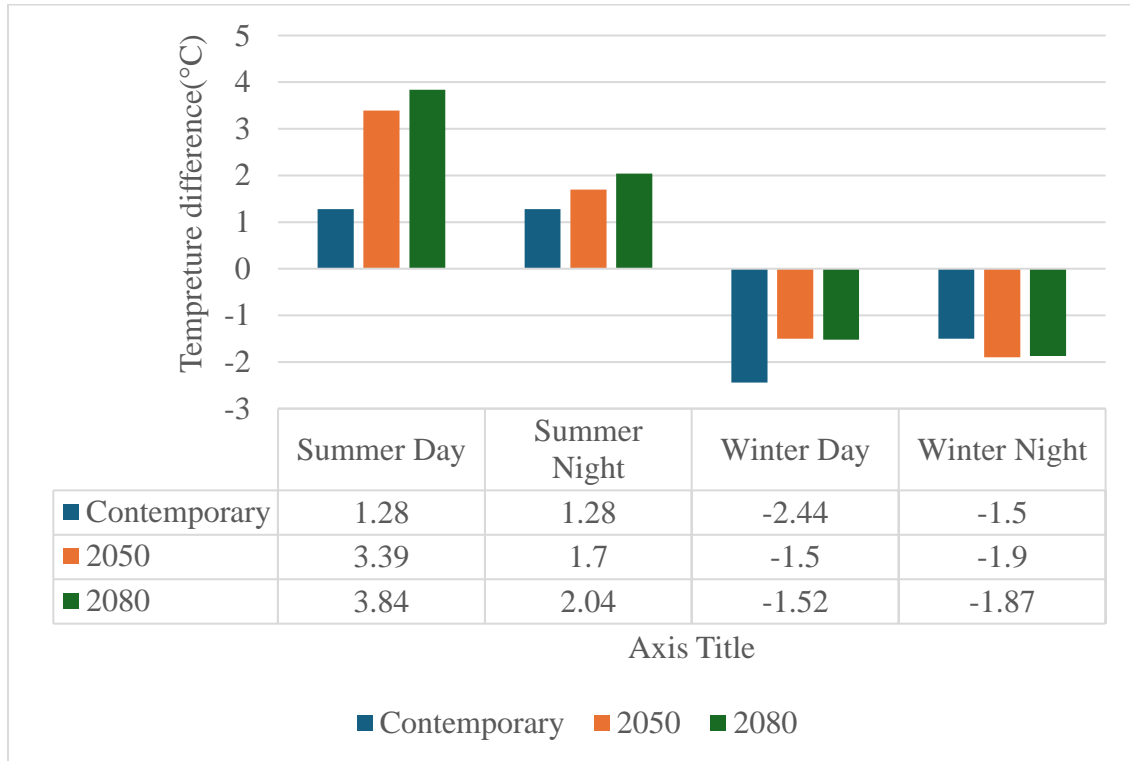 Tempreture difference(°C)
5
4
3
2
1
0
-1
-2
-3
Summer Day Summer Night Winter Day Winter Night
Contemporary 1.28 1.28 -2.44 -1.5
2050 3.39 1.7 -1.5 -1.9
2080 3.84 2.04 -1.52 -1.87
Axis Title
Contemporary 2050 2080